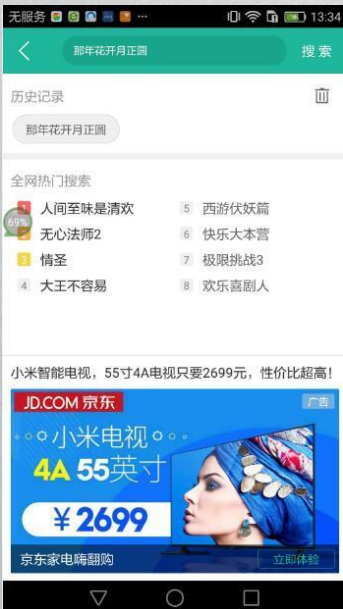 无服务 13:34
那年花开月正圆 搜索
历史记录
那年花开月正圆
全网热门搜索
1 人间至味是清欢 5 西游伏妖篇
69%
2 无心法师2 6 快乐大本营
3 情圣 7 极限挑战3
4 大王不容易 8 欢乐喜剧人
小米智能电视，55寸4A电视只要2699元，性价比超高！
JD.COM 京东 广告
小米电视
4A 55英寸
￥2699
京东家电嗨翻购 立即体验